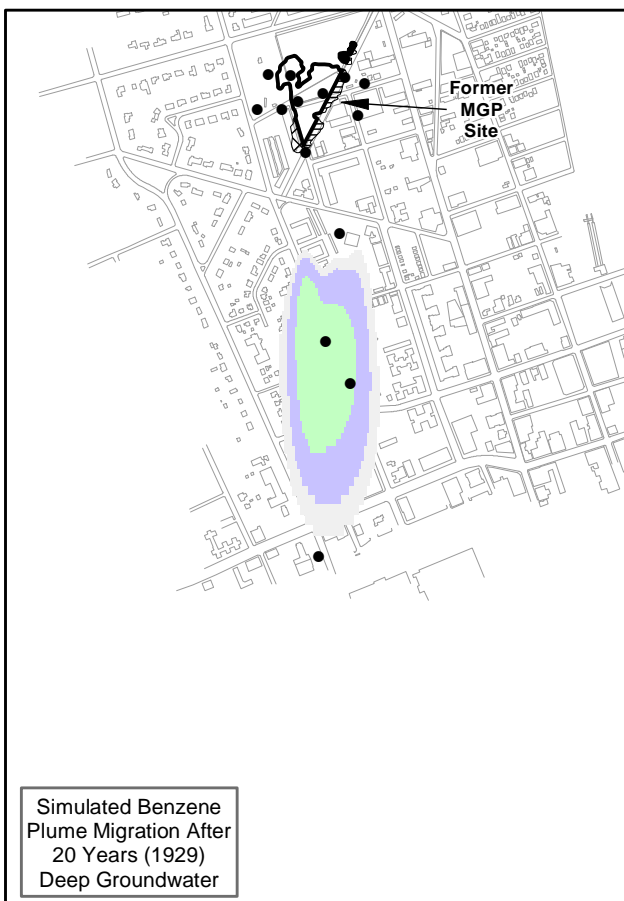 Former
MGP
Site
Simulated Benzene
Plume Migration After
20 Years (1929)
Deep Groundwater